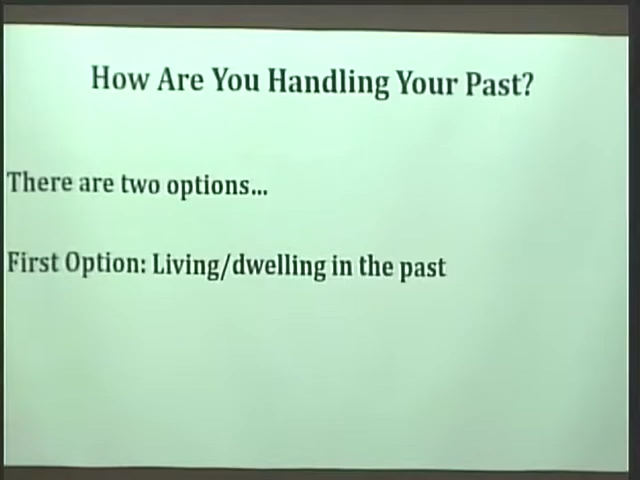 How Are You Handling Your Past?
There are two options...
First Option: Living/dwelling in the past